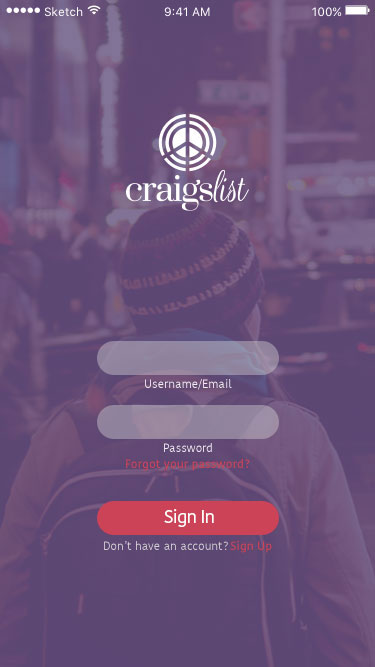 Sketch 9:41 AM 100%
craigslist
Username/Email
Password
Forgot your password?
Sign In
Don't have an account? Sign Up